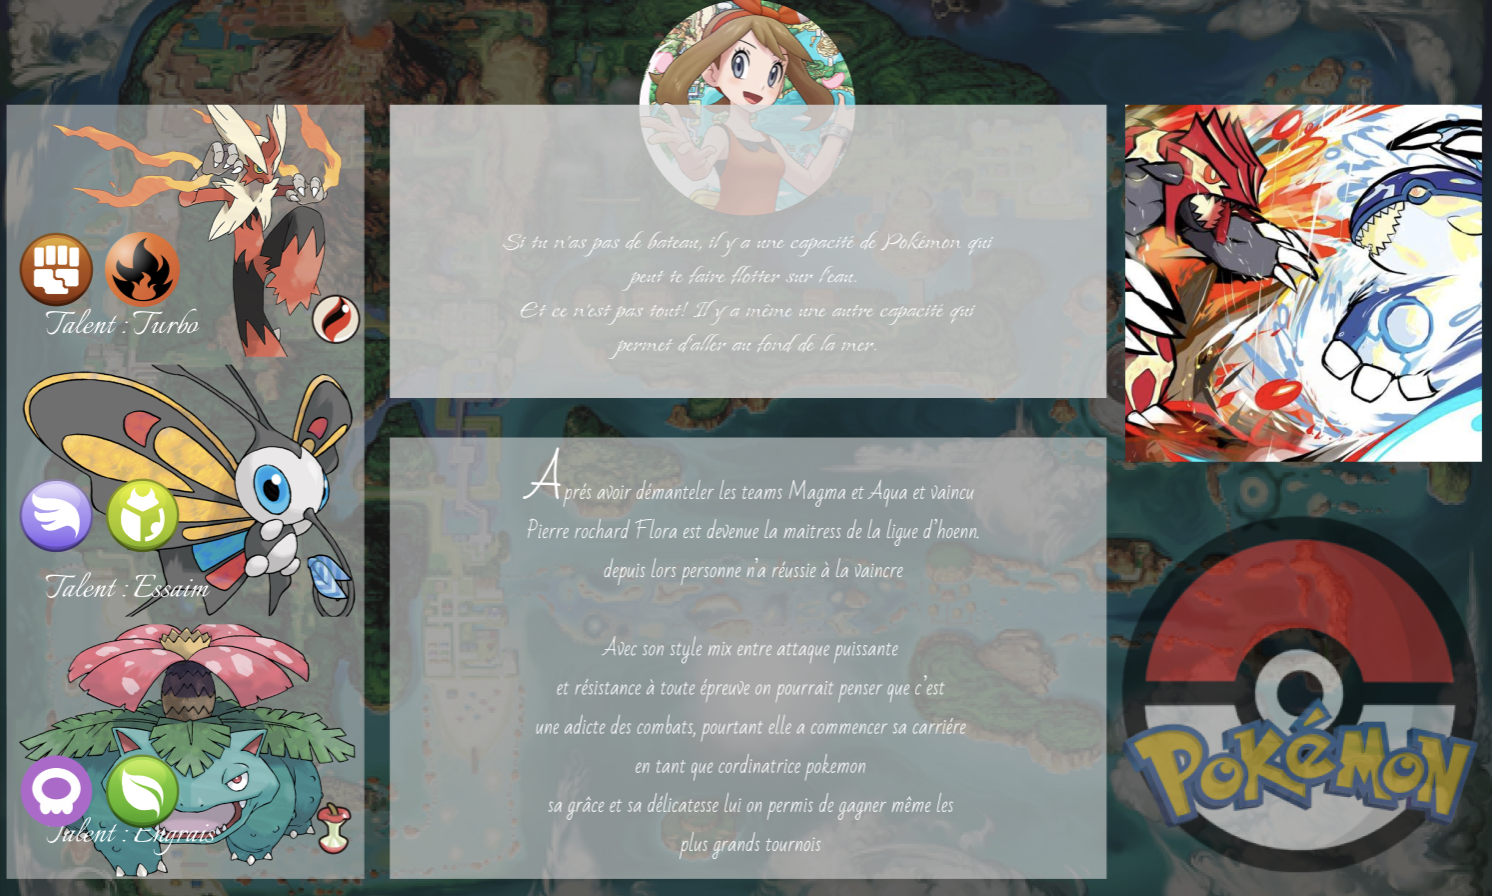 Talent : Turbo
Talent : Essaim
Talent : Engrais
Si tu n'as pas de bateau, il y a une capacité de Pokémon qui
peut te faire flotter sur l'eau.
Et ce n'est pas tout! Il y a même une autre capacité qui
permet d'aller au fond de la mer.
Aprés avoir démanteler les teams Magma et Aqua et vaincu
Pierre rochard Flora est devenue la maitress de la ligue d’hoenn.
depuis lors personne n’a réussie à la vaincre
Avec son style mix entre attaque puissante
et résistance à toute épreuve on pourrait penser que c’est
une adicte des combats, pourtant elle a commencer sa carriére
en tant que cordinatrice pokemon
sa grâce et sa délicatesse lui on permis de gagner même les
plus grands tournois
POKéMON